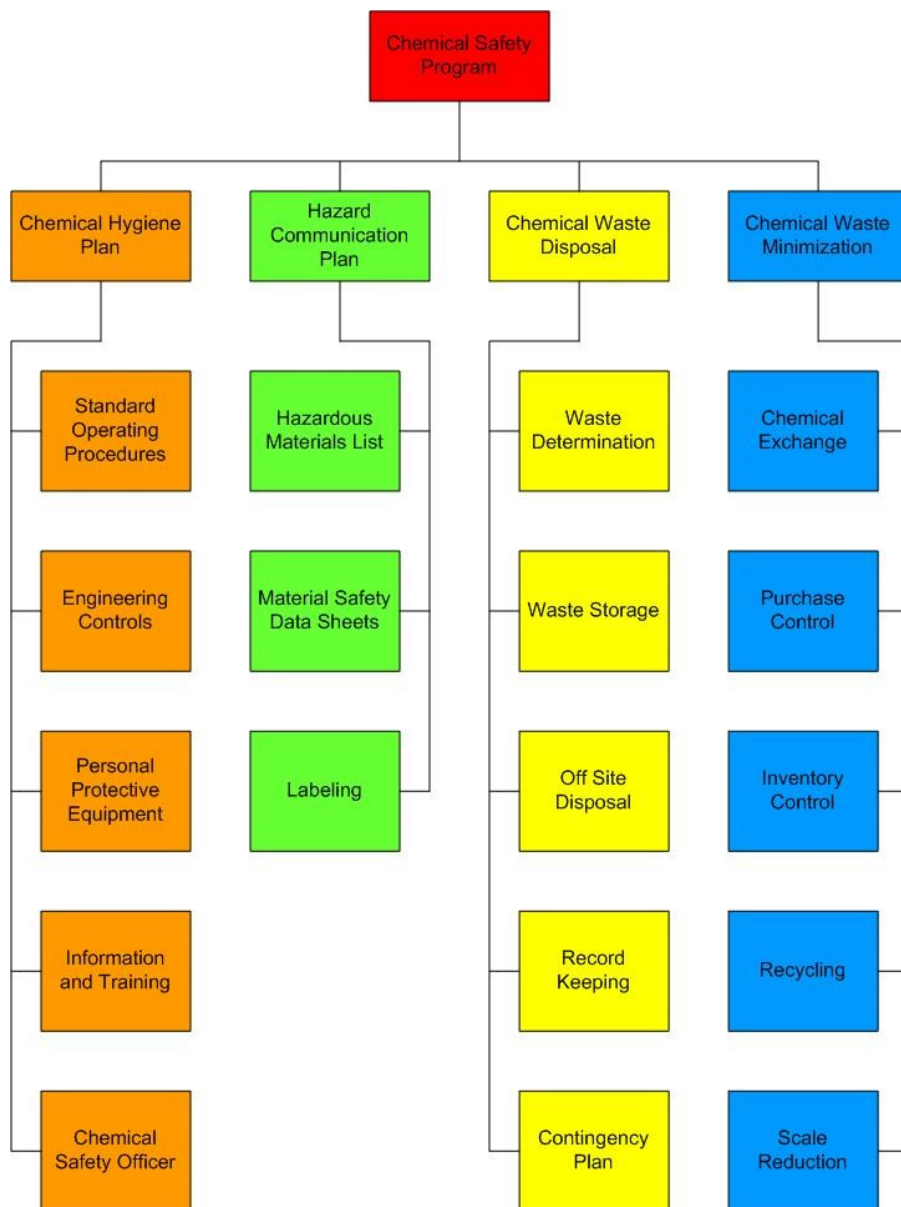 Chemical Safety
Program
Chemical Hygiene
Plan
Hazard
Communication
Plan
Chemical Waste
Disposal
Chemical Waste
Minimization
Standard
Operating
Procedures
Hazardous
Materials List
Waste
Determination
Chemical
Exchange
Engineering
Controls
Material Safety
Data Sheets
Waste Storage
Purchase
Control
Personal
Protective
Equipment
Labeling
Off Site
Disposal
Inventory
Control
Information
and Training
Record
Keeping
Recycling
Chemical
Safety Officer
Contingency
Plan
Scale
Reduction